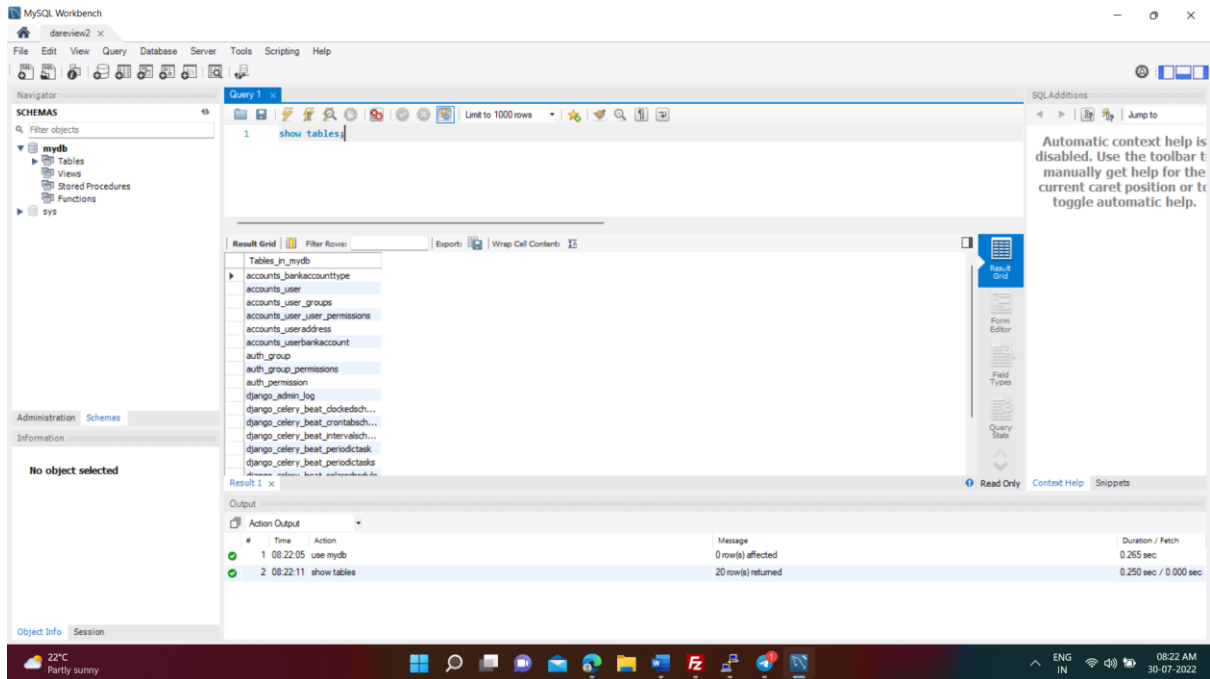 MySQL Workbench
dareview2 ×
File Edit View Query Database Server Tools Scripting Help
Navigator
SCHEMAS
Filter objects
mydb
Tables
Views
Stored Procedures
Functions
sys
Administration Schemas
Information
No object selected
Object Info Session
Query 1 ×
Limit to 1000 rows
1 show tables;
Result Grid Filter Rows: Export: Wrap Cell Content:
Tables_in_mydb
accounts_bankaccounttype
accounts_user
accounts_user_groups
accounts_user_user_permissions
accounts_useraddress
accounts_userbankaccount
auth_group
auth_group_permissions
auth_permission
django_admin_log
django_celery_beat_clockedsch...
django_celery_beat_crontabsch...
django_celery_beat_intervalsch...
django_celery_beat_periodictask
django_celery_beat_periodictasks
Result Grid
Form Editor
Field Types
Query Stats
Result 1 ×
Read Only
Output
Action Output
# Time Action Message Duration / Fetch
1 08:22:05 use mydb 0 row(s) affected 0.265 sec
2 08:22:11 show tables 20 row(s) returned 0.250 sec / 0.000 sec
SQLAdditions
Jump to
Automatic context help is
disabled. Use the toolbar t
manually get help for the
current caret position or to
toggle automatic help.
Context Help Snippets
22°C
Partly sunny
ENG
IN
08:22 AM
30-07-2022